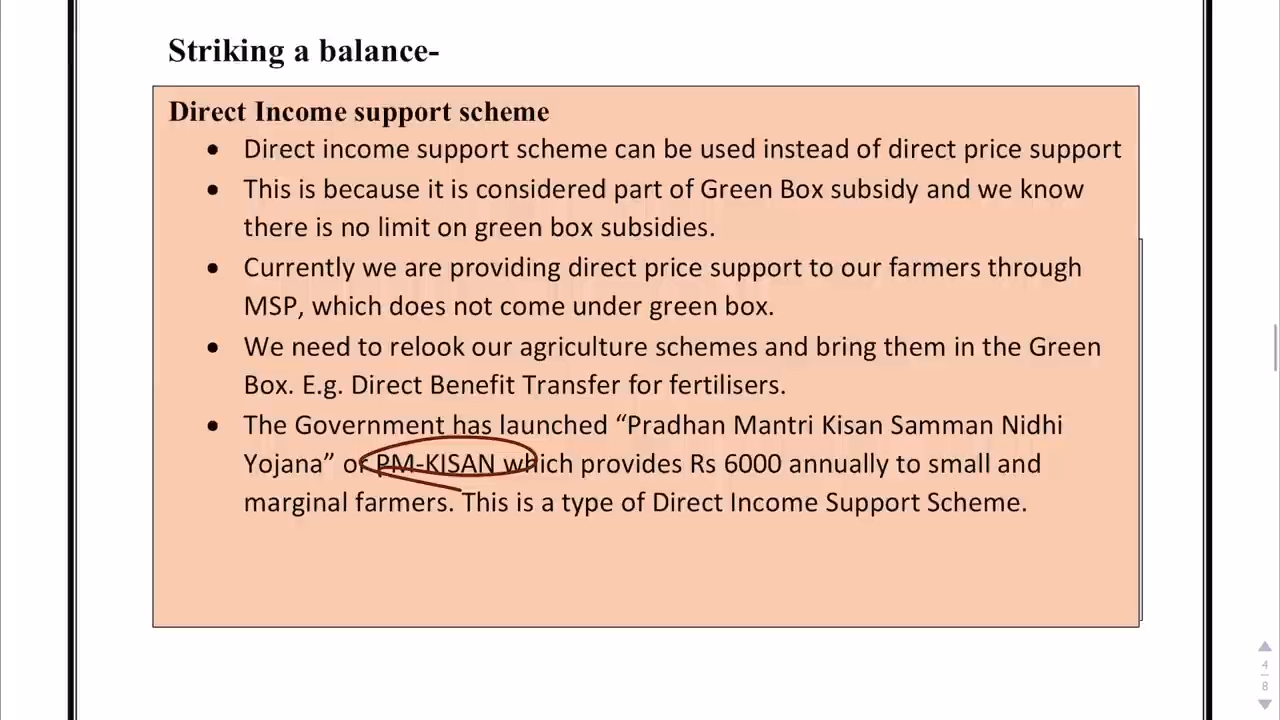 Striking a balance-
Direct Income support scheme
• Direct income support scheme can be used instead of direct price support
• This is because it is considered part of Green Box subsidy and we know
there is no limit on green box subsidies.
• Currently we are providing direct price support to our farmers through
MSP, which does not come under green box.
• We need to relook our agriculture schemes and bring them in the Green
Box. E.g. Direct Benefit Transfer for fertilisers.
• The Government has launched “Pradhan Mantri Kisan Samman Nidhi
Yojana” or PM-KISAN which provides Rs 6000 annually to small and
marginal farmers. This is a type of Direct Income Support Scheme.
4
8